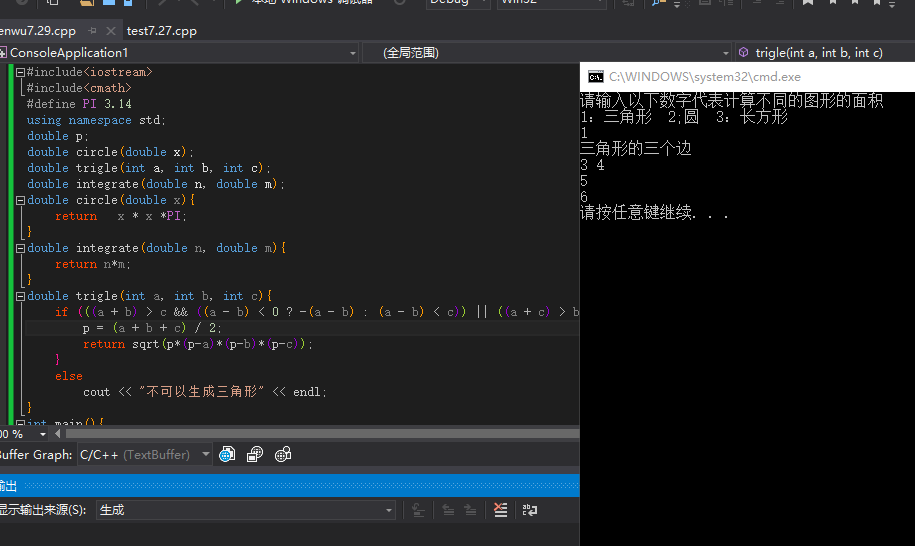 本地 Windows 调试器
Debug
Win32
enwu7.29.cpp
test7.27.cpp
ConsoleApplication1
(全局范围)
trigle(int a, int b, int c)
#include<iostream>
#include<cmath>
#define PI 3.14
using namespace std;
double p;
double circle(double x);
double trigle(int a, int b, int c);
double integrate(double n, double m);
double circle(double x){
return x * x *PI;
}
double integrate(double n, double m){
return n*m;
}
double trigle(int a, int b, int c){
if (((a + b) > c && ((a - b) < 0 ? -(a - b) : (a - b) < c)) || ((a + c) > b
p = (a + b + c) / 2;
return sqrt(p*(p-a)*(p-b)*(p-c));
}
else
cout << "不可以生成三角形" << endl;
}
int main(){
00 %
Buffer Graph: C/C++ (TextBuffer)
输出
显示输出来源(S): 生成
C:\WINDOWS\system32\cmd.exe
请输入以下数字代表计算不同的图形的面积
1: 三角形 2;圆 3: 长方形
1
三角形的三个边
3 4
5
6
请按任意键继续. . .